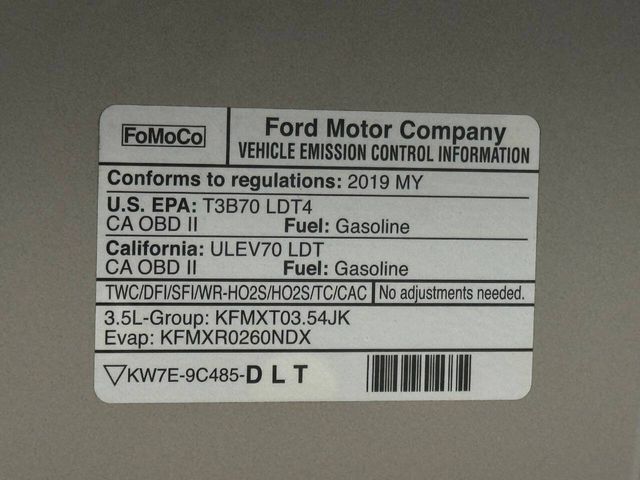 FoMoCo
Ford Motor Company
VEHICLE EMISSION CONTROL INFORMATION
Conforms to regulations: 2019 MY
U.S. EPA: T3B70 LDT4
CA OBD II Fuel: Gasoline
California: ULEV70 LDT
CA OBD II Fuel: Gasoline
TWC/DFI/SFI/WR-HO2S/HO2S/TC/CAC No adjustments needed.
3.5L-Group: KFMXT03.54JK
Evap: KFMXR0260NDX
▽KW7E-9C485-DLT